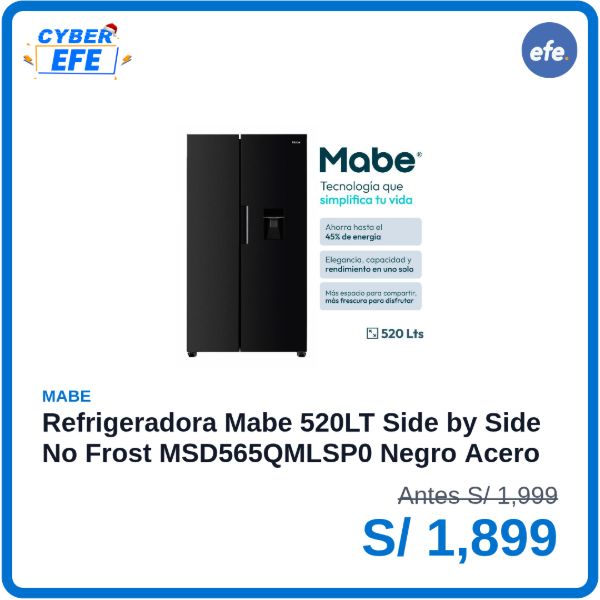 CYBER
EFE
efe.
Mabe
Mabe®
Tecnología que
simplifica tu vida
Ahorra hasta el
45% de energía
Elegancia, capacidad y
rendimiento en uno solo
Más espacio para compartir,
más frescura para disfrutar
520 Lts
MABE
Refrigeradora Mabe 520LT Side by Side
No Frost MSD565QMLSP0 Negro Acero
Antes S/ 1,999
S/ 1,899